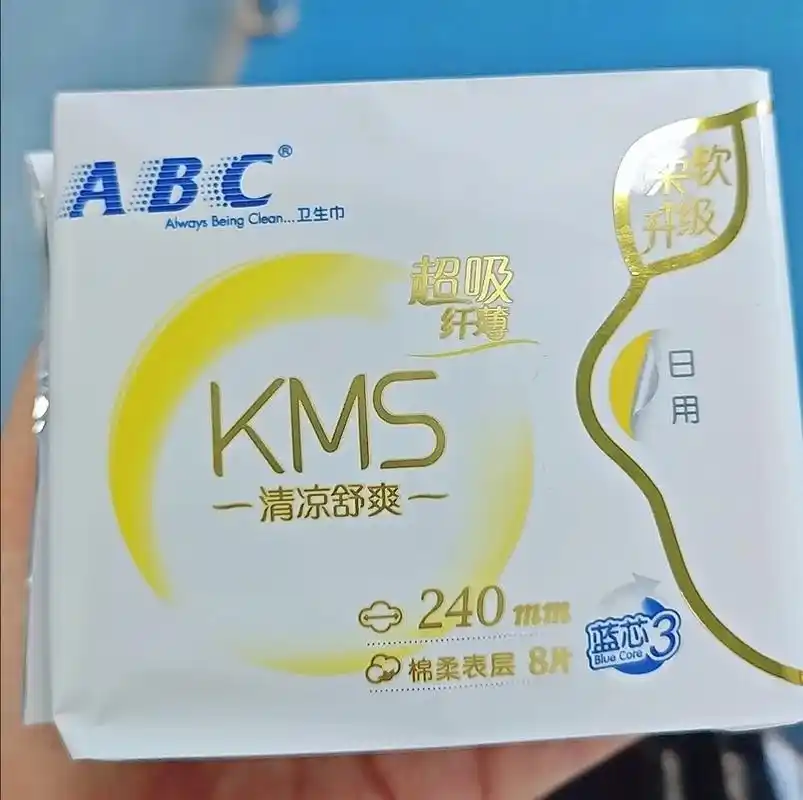 ABC®
Always Being Clean...卫生巾
柔软
升级
超吸
纤薄
日用
KMS
清凉舒爽
240mm
棉柔表层 8片
蓝芯3
Blue Core